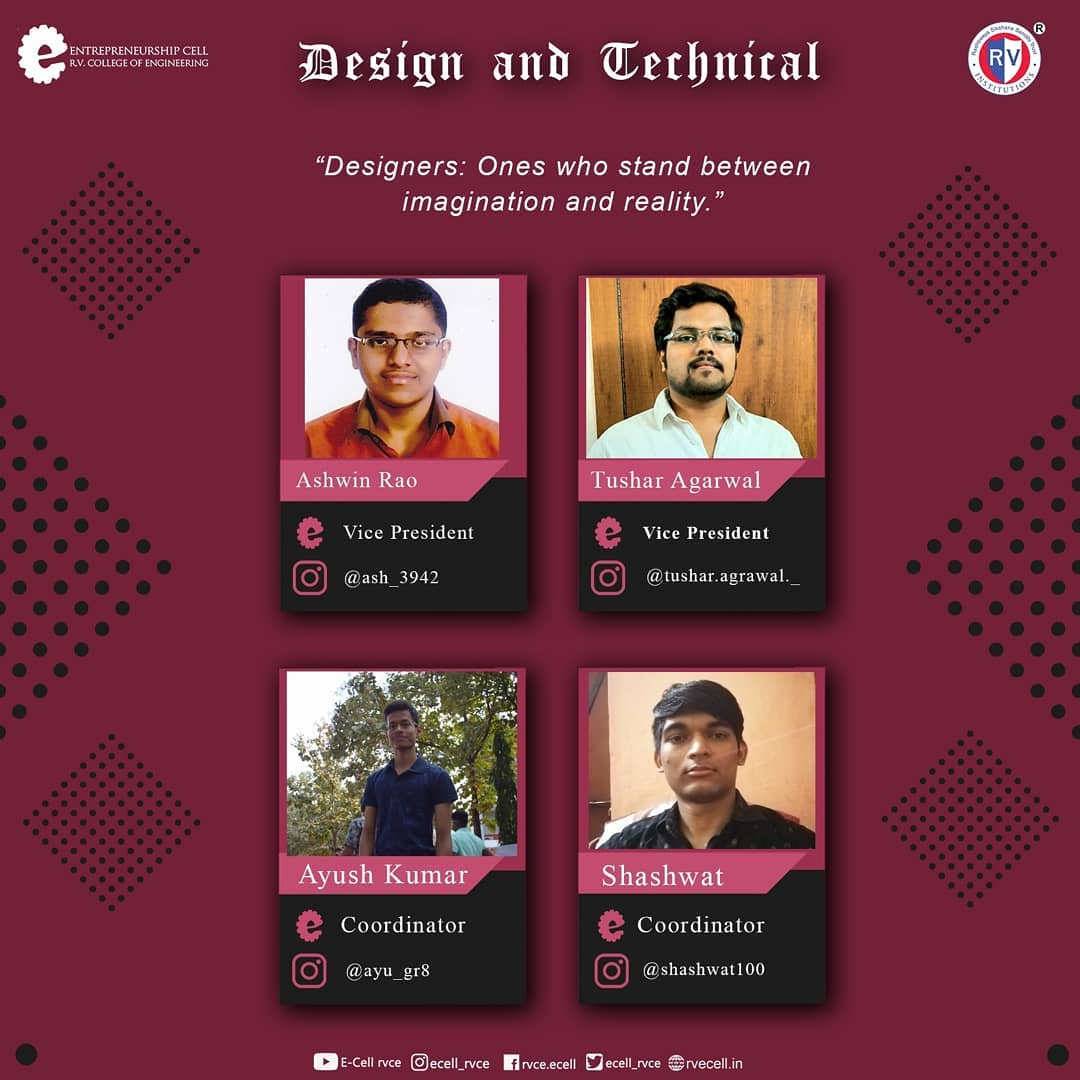 ENTREPRENEURSHIP CELL
R.V. COLLEGE OF ENGINEERING
Design and Technical
RV
INSTITUTIONS
®
“Designers: Ones who stand between
imagination and reality.”
Ashwin Rao
Vice President
@ash_3942
Tushar Agarwal
Vice President
@tushar.agrawal._
Ayush Kumar
Coordinator
@ayu_gr8
Shashwat
Coordinator
@shashwat100
E-Cell rvce
ecell_rvce
rvce.ecell
ecell_rvce
rvecell.in